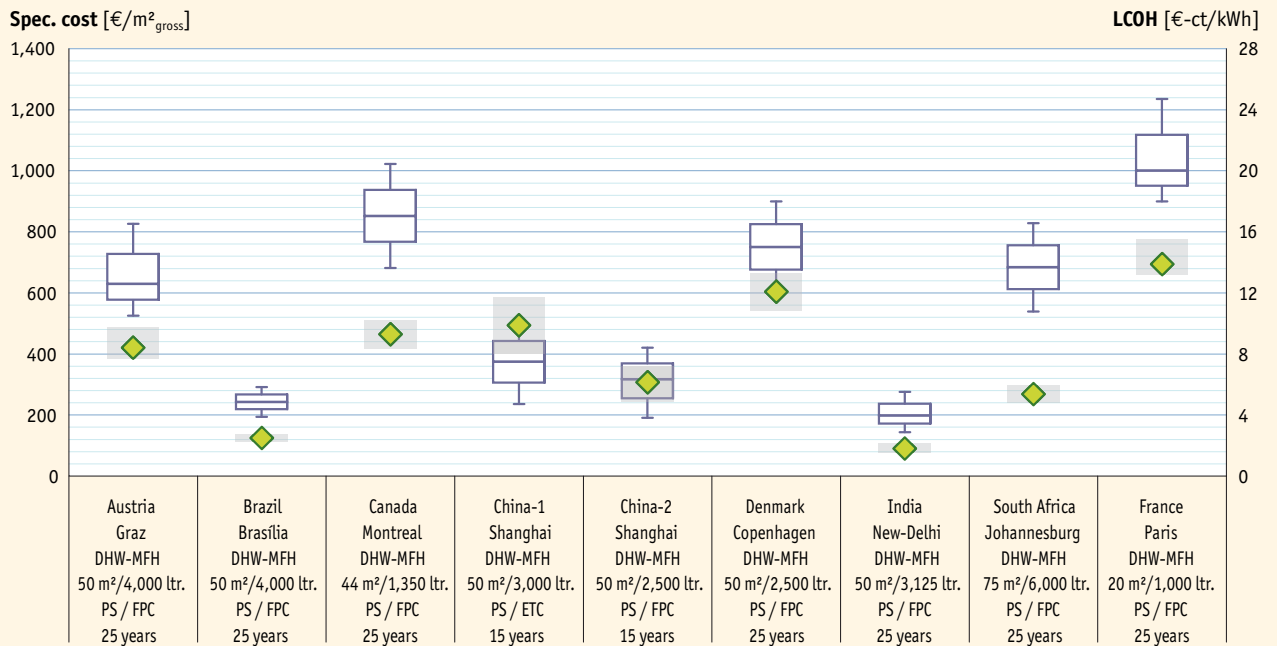 Spec. cost [€/m²gross]
LCOH [€-ct/kWh]
1,400
1,200
1,000
800
600
400
200
0
28
24
20
16
12
8
4
0
Austria
Graz
DHW-MFH
50 m²/4,000 ltr.
PS / FPC
25 years
Brazil
Brasília
DHW-MFH
50 m²/4,000 ltr.
PS / FPC
25 years
Canada
Montreal
DHW-MFH
44 m²/1,350 ltr.
PS / FPC
25 years
China-1
Shanghai
DHW-MFH
50 m²/3,000 ltr.
PS / ETC
15 years
China-2
Shanghai
DHW-MFH
50 m²/2,500 ltr.
PS / FPC
15 years
Denmark
Copenhagen
DHW-MFH
50 m²/2,500 ltr.
PS / FPC
25 years
India
New-Delhi
DHW-MFH
50 m²/3,125 ltr.
PS / FPC
25 years
South Africa
Johannesburg
DHW-MFH
75 m²/6,000 ltr.
PS / FPC
25 years
France
Paris
DHW-MFH
20 m²/1,000 ltr.
PS / FPC
25 years